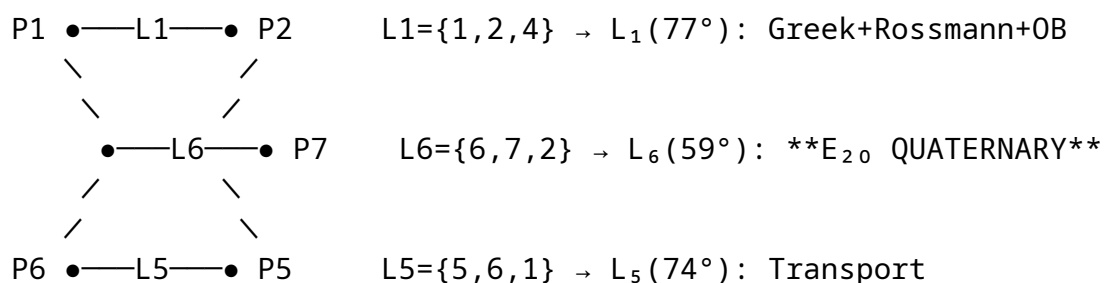 P1 ●──L1──● P2 L1={1,2,4} → L₁(77°): Greek+Rossmann+OB
●──L6──● P7 L6={6,7,2} → L₆(59°): **E₂₀ QUATERNARY**
P6 ●──L5──● P5 L5={5,6,1} → L₅(74°): Transport